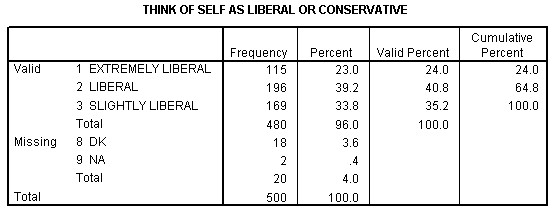 THINK OF SELF AS LIBERAL OR CONSERVATIVE
Frequency Percent Valid Percent Cumulative Percent
Valid 1 EXTREMELY LIBERAL 115 23.0 24.0 24.0
2 LIBERAL 196 39.2 40.8 64.8
3 SLIGHTLY LIBERAL 169 33.8 35.2 100.0
Total 480 96.0 100.0
Missing 8 DK 18 3.6
9 NA 2 .4
Total 20 4.0
Total 500 100.0